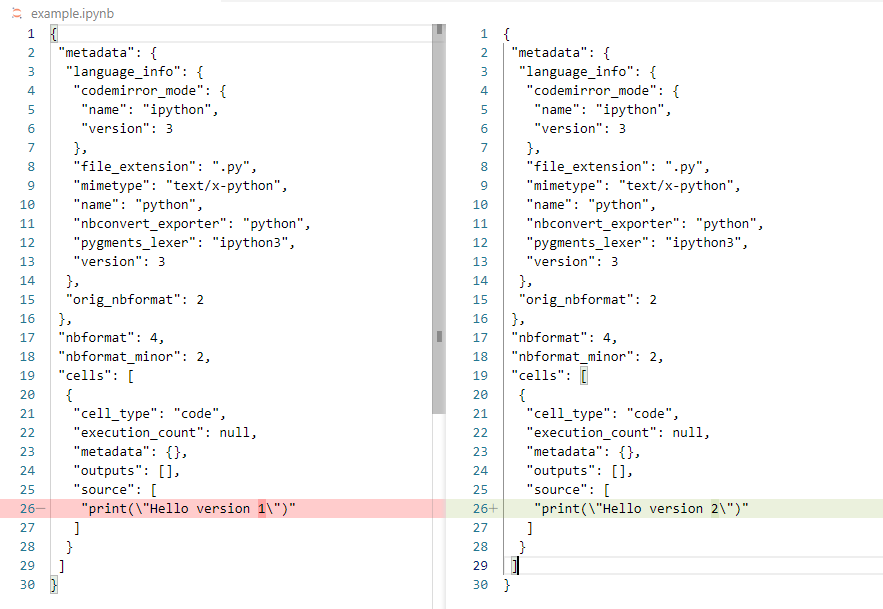 example.ipynb
1 {
2 "metadata": {
3 "language_info": {
4 "codemirror_mode": {
5 "name": "ipython",
6 "version": 3
7 },
8 "file_extension": ".py",
9 "mimetype": "text/x-python",
10 "name": "python",
11 "nbconvert_exporter": "python",
12 "pygments_lexer": "ipython3",
13 "version": 3
14 },
15 "orig_nbformat": 2
16 },
17 "nbformat": 4,
18 "nbformat_minor": 2,
19 "cells": [
20 {
21 "cell_type": "code",
22 "execution_count": null,
23 "metadata": {},
24 "outputs": [],
25 "source": [
26− "print(\"Hello version 1\")"
27 ]
28 }
29 ]
30 }
1 {
2 "metadata": {
3 "language_info": {
4 "codemirror_mode": {
5 "name": "ipython",
6 "version": 3
7 },
8 "file_extension": ".py",
9 "mimetype": "text/x-python",
10 "name": "python",
11 "nbconvert_exporter": "python",
12 "pygments_lexer": "ipython3",
13 "version": 3
14 },
15 "orig_nbformat": 2
16 },
17 "nbformat": 4,
18 "nbformat_minor": 2,
19 "cells": [
20 {
21 "cell_type": "code",
22 "execution_count": null,
23 "metadata": {},
24 "outputs": [],
25 "source": [
26+ "print(\"Hello version 2\")"
27 ]
28 }
29 ]
30 }